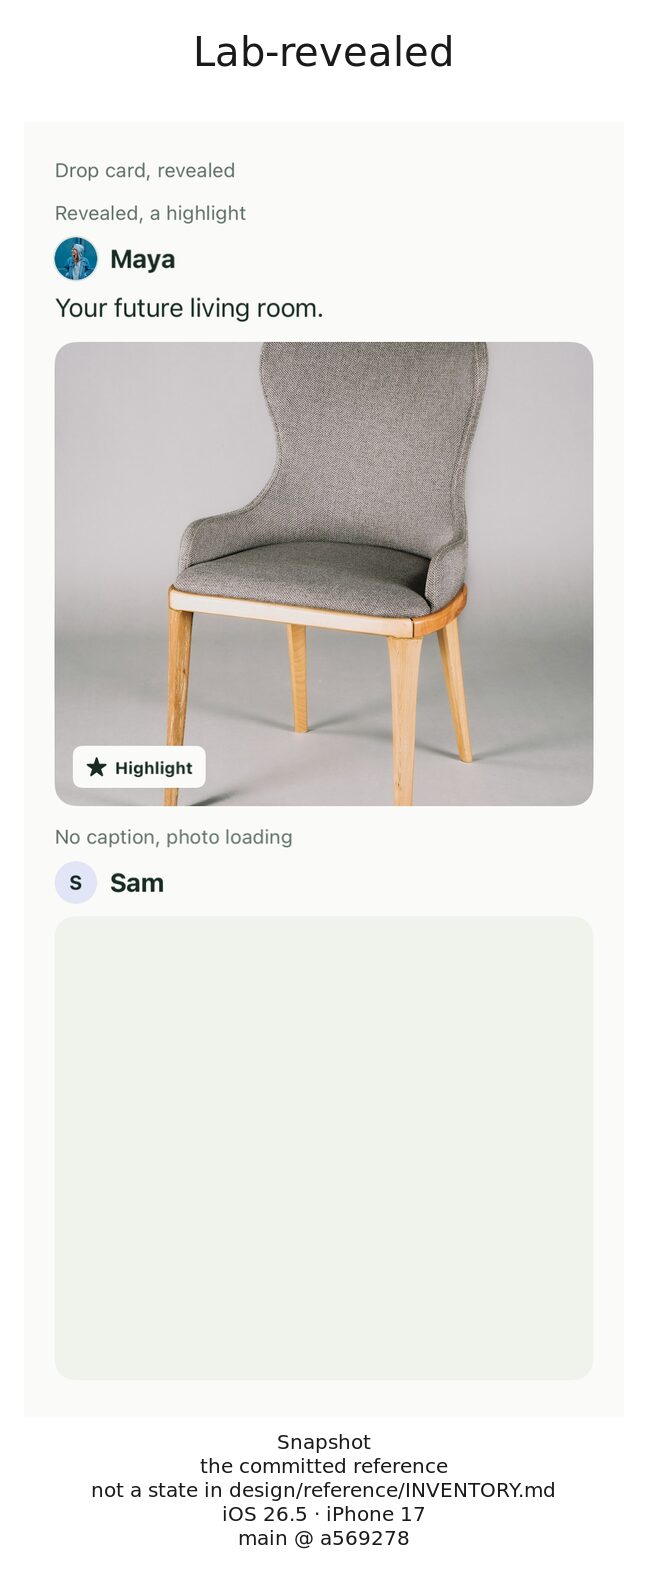 Lab-revealed
Drop card, revealed
Revealed, a highlight
Maya
Your future living room.
Highlight
No caption, photo loading
S
Sam
Snapshot
the committed reference
not a state in design/reference/INVENTORY.md
iOS 26.5 · iPhone 17
main @ a569278